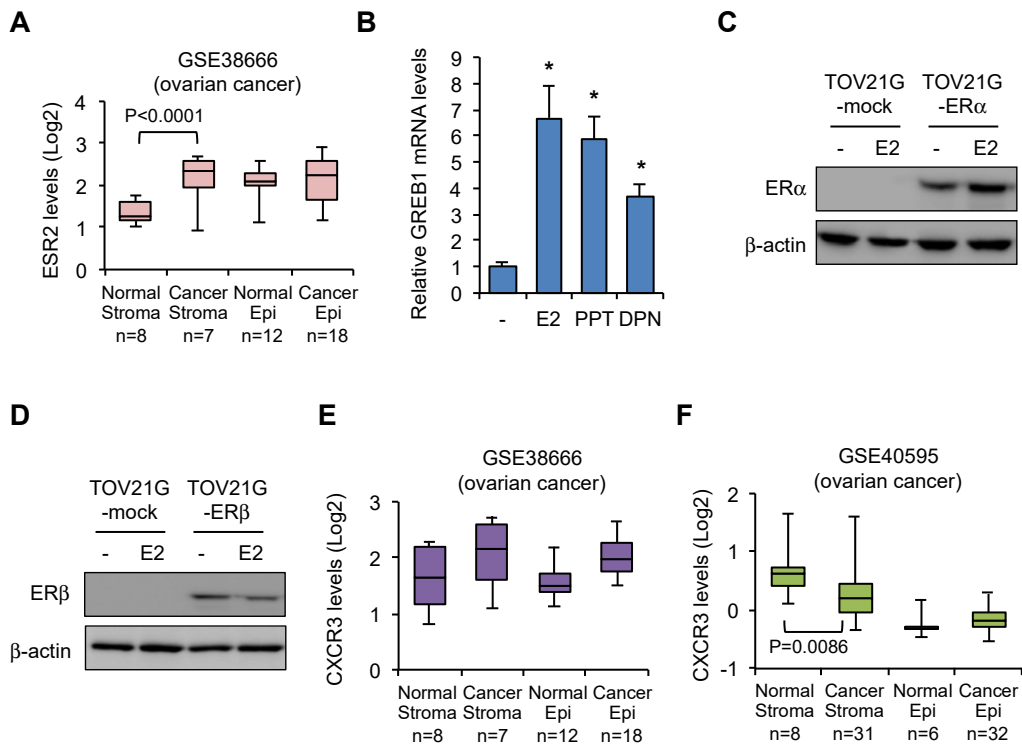 A
GSE38666
(ovarian cancer)
ESR2 levels (Log2)
4
3
2
1
0
P<0.0001
Normal Stroma n=8
Cancer Stroma n=7
Normal Epi n=12
Cancer Epi n=18
B
Relative GREB1 mRNA levels
9
8
7
6
5
4
3
2
1
0
*
*
*
- E2 PPT DPN
C
TOV21G TOV21G
-mock -ERα
- E2 - E2
ERα
β-actin
D
TOV21G TOV21G
-mock -ERβ
- E2 - E2
ERβ
β-actin
E
GSE38666
(ovarian cancer)
CXCR3 levels (Log2)
3
2
1
0
Normal Cancer Normal Cancer
Stroma Stroma Epi Epi
n=8 n=7 n=12 n=18
F
GSE40595
(ovarian cancer)
CXCR3 levels (Log2)
2
1
0
-1
P=0.0086
Normal Cancer Normal Cancer
Stroma Stroma Epi Epi
n=8 n=31 n=6 n=32